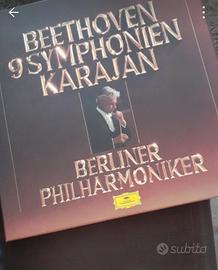 BEETHOVEN
9 SYMPHONIEN
KARAJAN
BERLINER
PHILHARMONIKER
subito